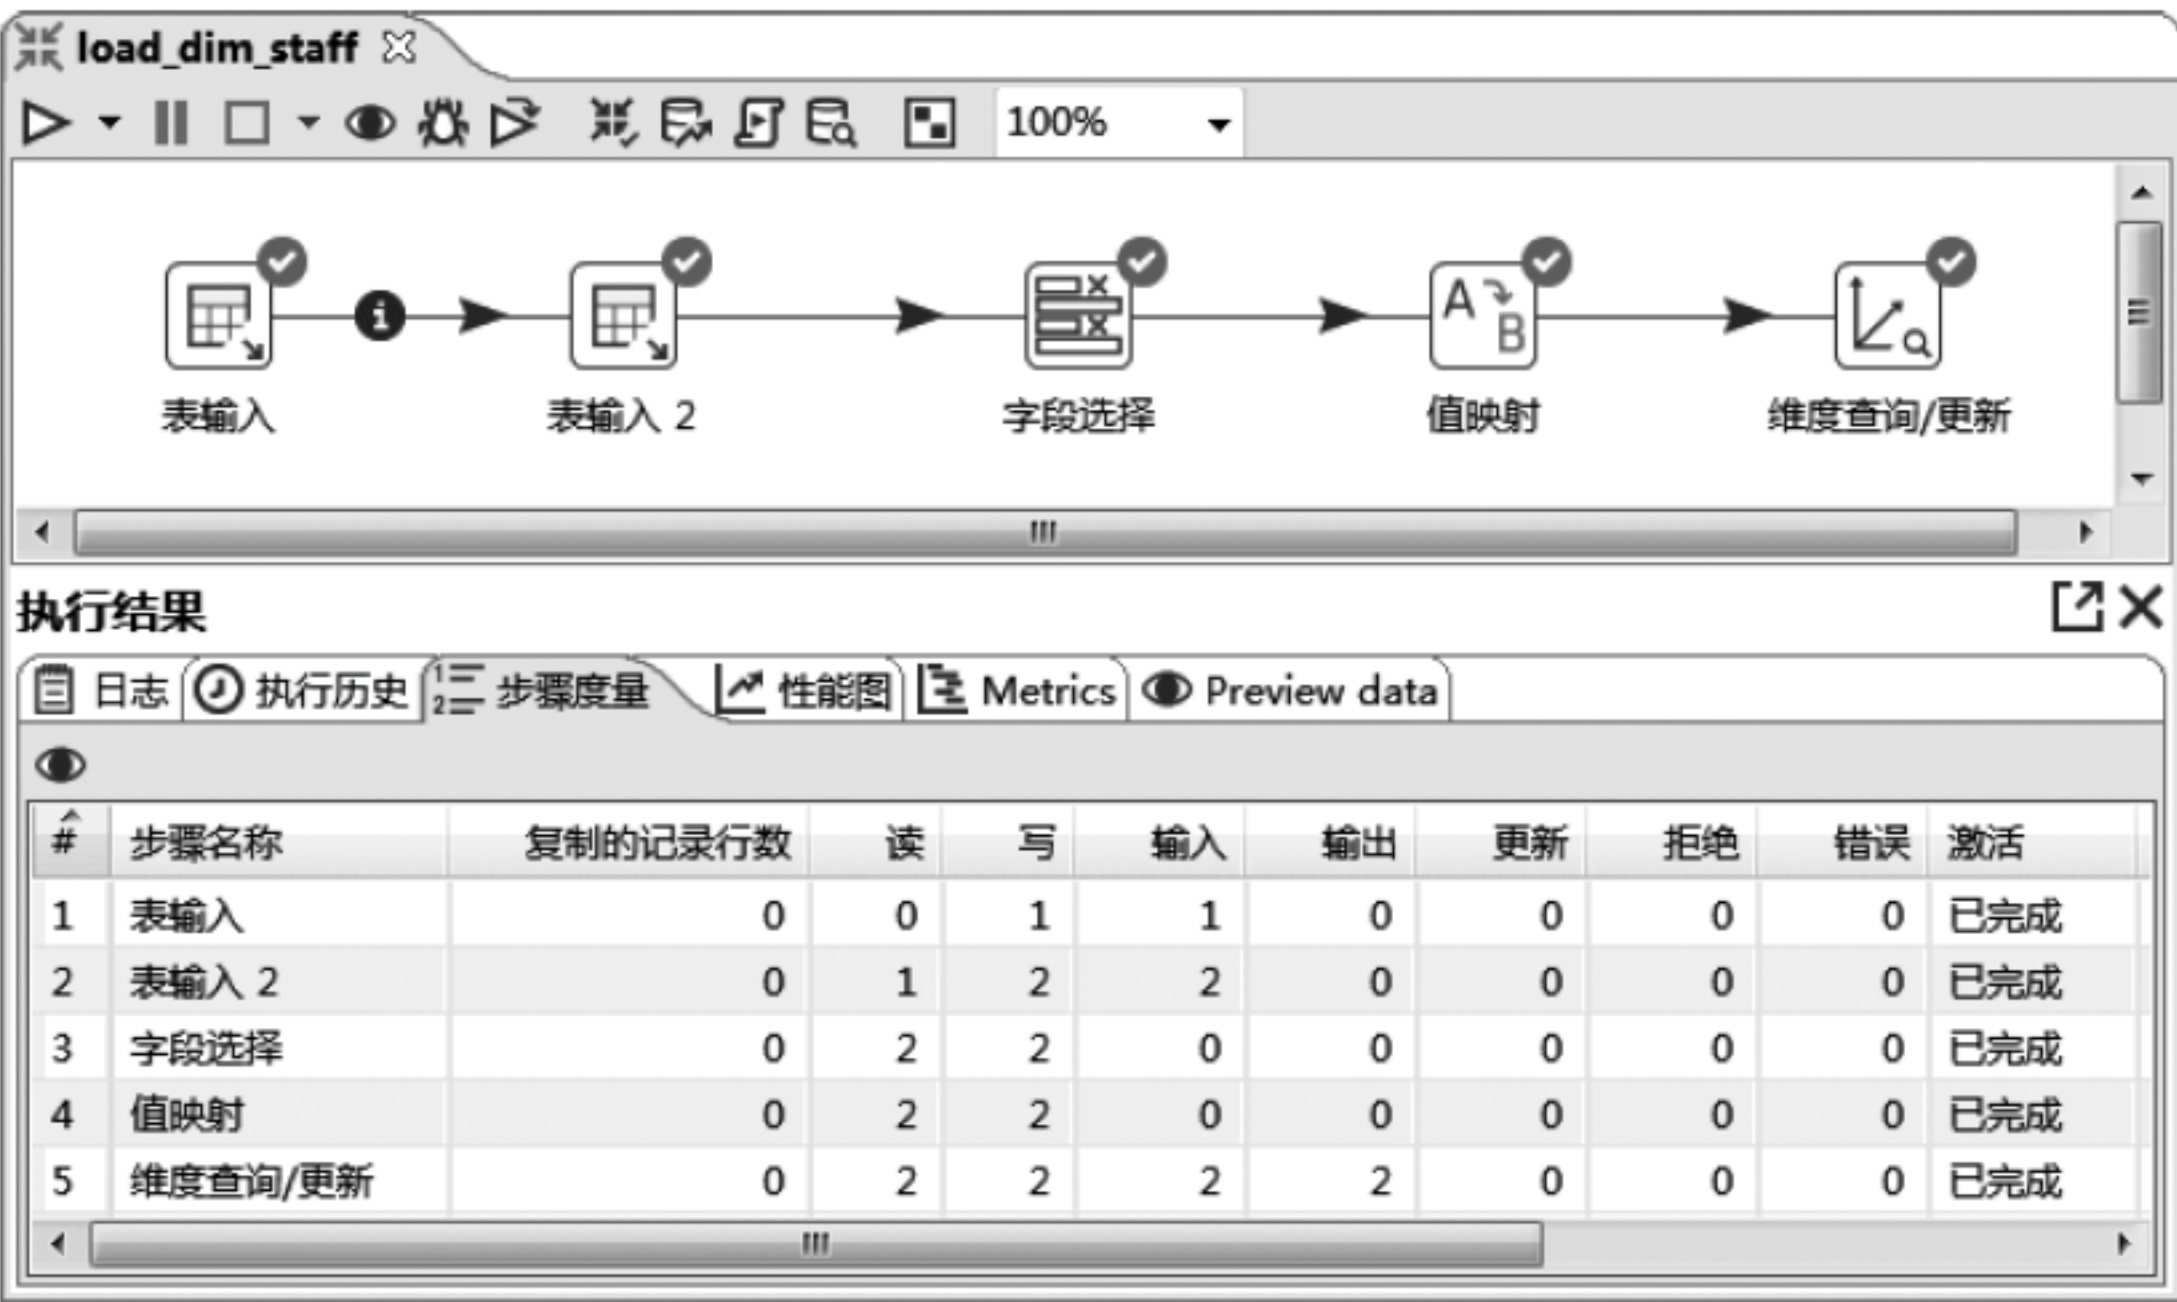 load_dim_staff
100%
表输入 表输入 2 字段选择 值映射 维度查询/更新
执行结果
日志 执行历史 步骤度量 性能图 Metrics Preview data
# 步骤名称 复制的记录行数 读 写 输入 输出 更新 拒绝 错误 激活
1 表输入 0 0 1 1 0 0 0 0 已完成
2 表输入 2 0 1 2 2 0 0 0 0 已完成
3 字段选择 0 2 2 0 0 0 0 0 已完成
4 值映射 0 2 2 0 0 0 0 0 已完成
5 维度查询/更新 0 2 2 2 2 0 0 0 已完成